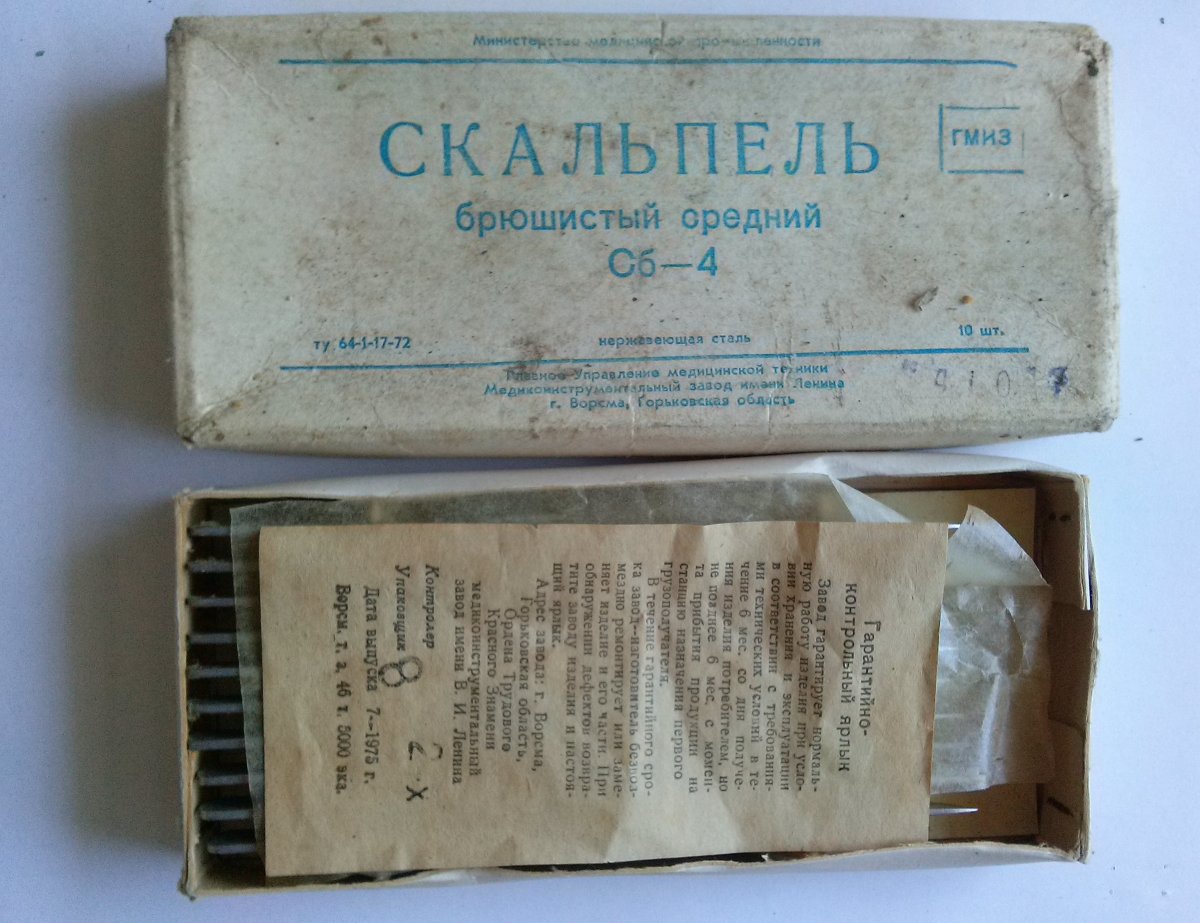 Министерство медицинской промышленности
СКАЛЬПЕЛЬ
ГМИЗ
брюшистый средний
Сб—4
ту 64-1-17-72
нержавеющая сталь
10 шт.
Главное Управление медицинской техники
Медикоинструментальный завод имени Ленина
г. Ворсма, Горьковская область
Гарантийно-
контрольный ярлык
Завод гарантирует нормаль-
ную работу изделия при усло-
вии хранения и эксплуатации
в соответствии с требования-
ми технических условий в те-
чение 6 мес. со дня получе-
ния изделия потребителем, но
не позднее 6 мес. с момен-
та прибытия продукции на
станцию назначения первого
грузополучателя.
В течение гарантийного сро-
ка завод—изготовитель безвоз-
мездно ремонтирует или заме-
няет изделие и его части. При
обнаружении дефектов возвра-
тите заводу изделия и настоя-
щий ярлык.
Адрес завода: г. Ворсма,
Горьковская область,
Ордена Трудового
Красного Знамени
медикоинструментальный
завод имени В. И. Ленина
Контролер
Упаковщик 8
Дата выпуска 7—1975 г.
Ворсм. т. з. 46 т. 5000 экз.